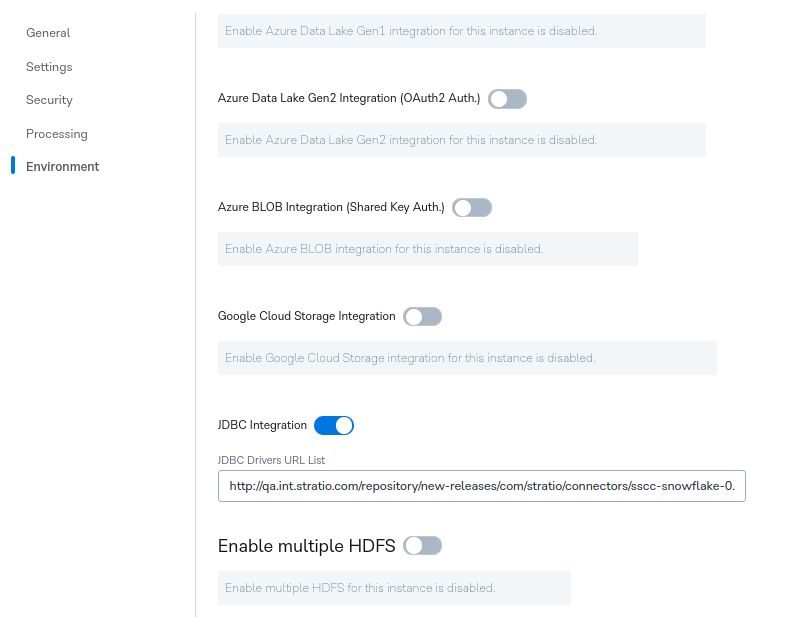 General
Settings
Security
Processing
Environment
Enable Azure Data Lake Gen1 integration for this instance is disabled.
Azure Data Lake Gen2 Integration (OAuth2 Auth.)
Enable Azure Data Lake Gen2 integration for this instance is disabled.
Azure BLOB Integration (Shared Key Auth.)
Enable Azure BLOB integration for this instance is disabled.
Google Cloud Storage Integration
Enable Google Cloud Storage integration for this instance is disabled.
JDBC Integration
JDBC Drivers URL List
http://qa.int.stratio.com/repository/new-releases/com/stratio/connectors/sscc-snowflake-0.
Enable multiple HDFS
Enable multiple HDFS for this instance is disabled.